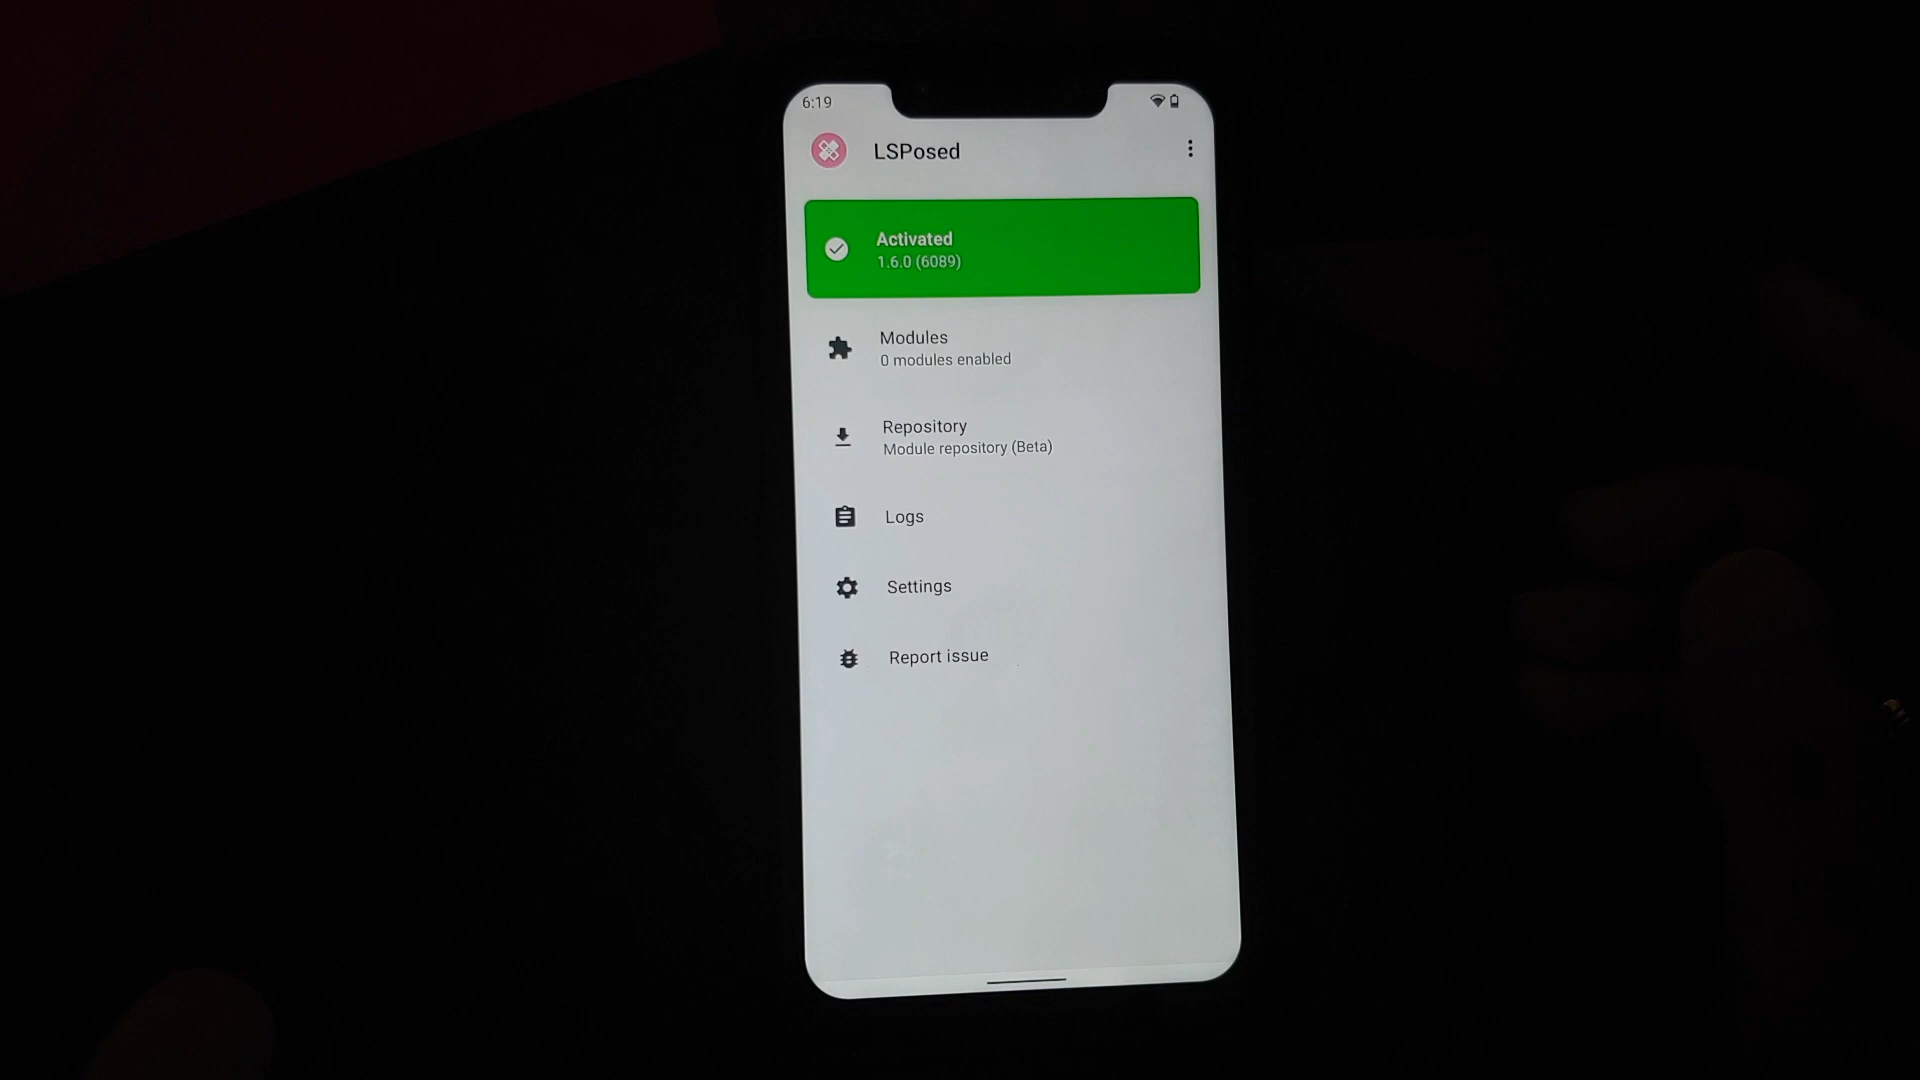 6:19
LSPosed
Activated
1.6.0 (6089)
Modules
0 modules enabled
Repository
Module repository (Beta)
Logs
Settings
Report issue